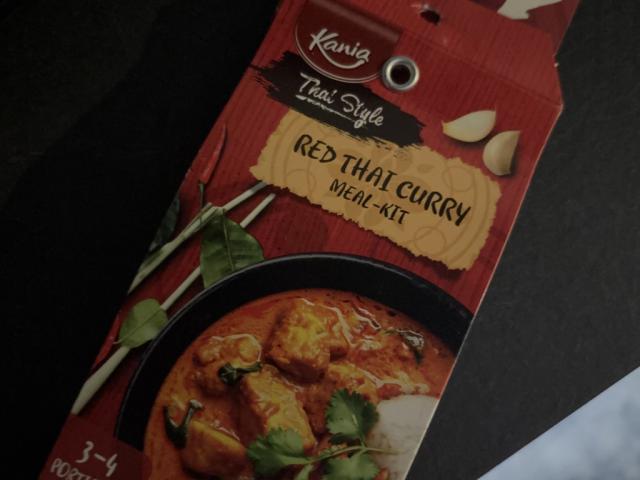 Kania
Thai Style
RED THAI CURRY
MEAL-KIT
3-4